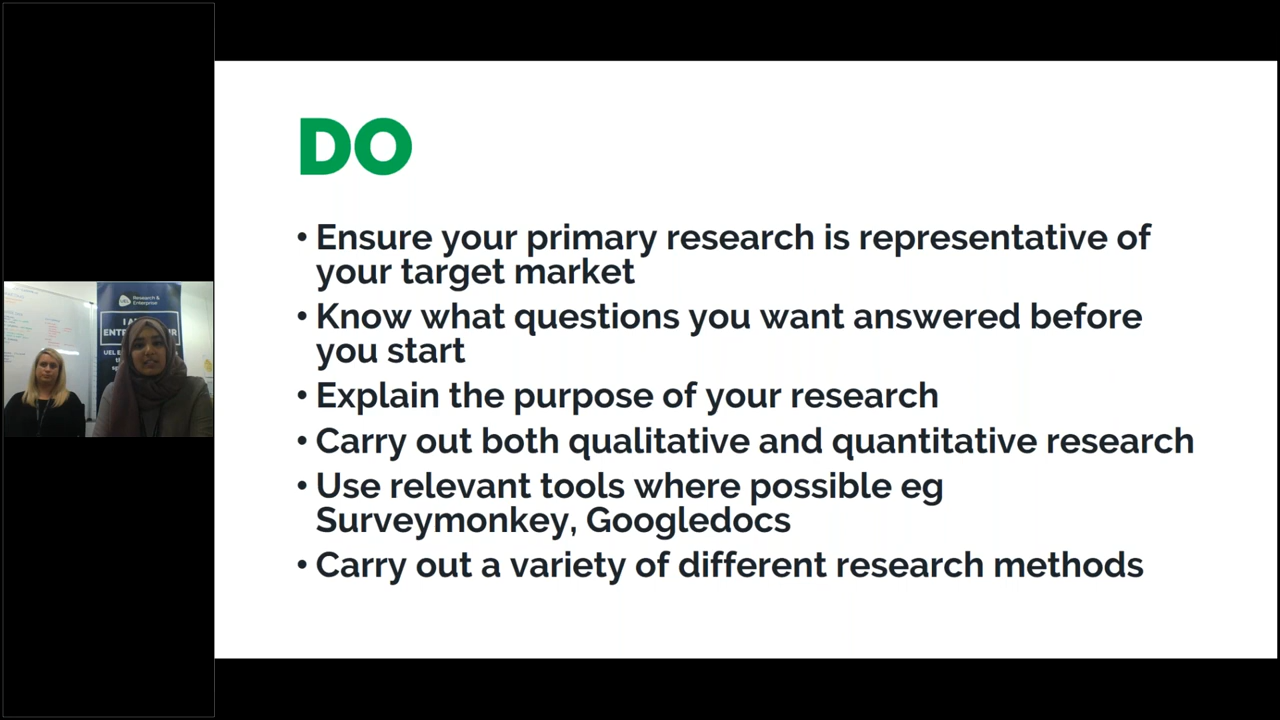 DO
• Ensure your primary research is representative of
your target market
• Know what questions you want answered before
you start
• Explain the purpose of your research
• Carry out both qualitative and quantitative research
• Use relevant tools where possible eg
Surveymonkey, Googledocs
• Carry out a variety of different research methods
Research &
Enterprise